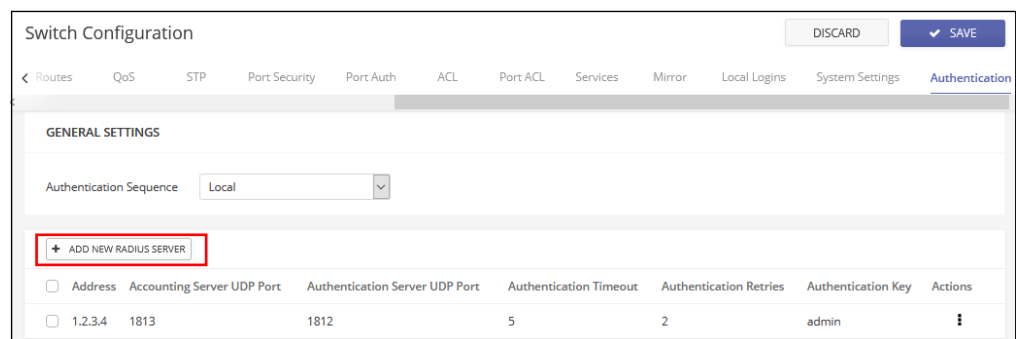 Switch Configuration DISCARD SAVE
Routes QoS STP Port Security Port Auth ACL Port ACL Services Mirror Local Logins System Settings Authentication
GENERAL SETTINGS
Authentication Sequence Local
+ ADD NEW RADIUS SERVER
Address Accounting Server UDP Port Authentication Server UDP Port Authentication Timeout Authentication Retries Authentication Key Actions
1.2.3.4 1813 1812 5 2 admin